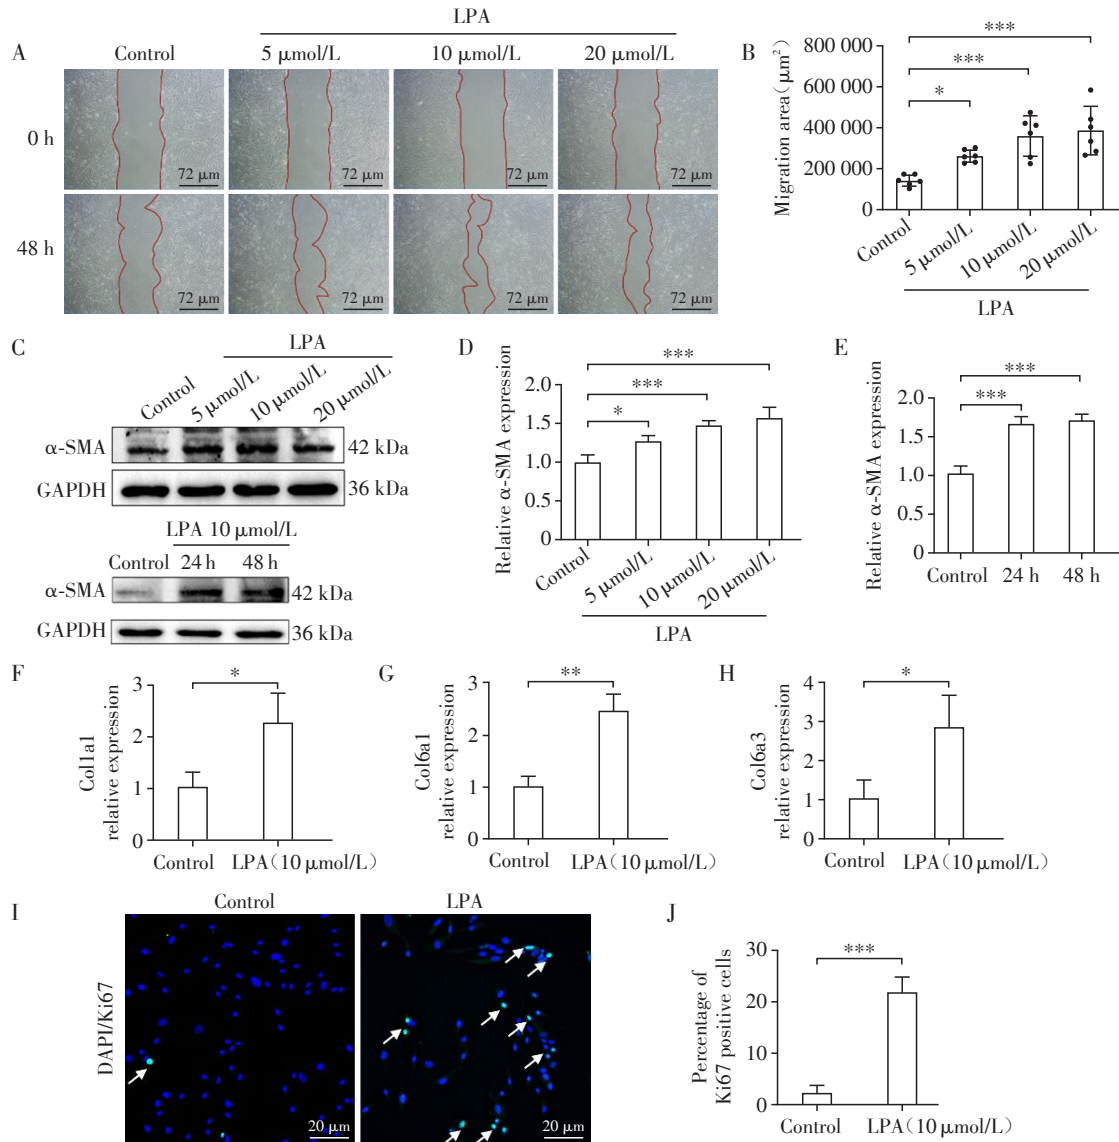 LPA
A
Control
5 μmol/L
10 μmol/L
20 μmol/L
0 h
72 μm
72 μm
72 μm
72 μm
48 h
72 μm
72 μm
72 μm
72 μm
B
Migration area(μm²)
800 000
600 000
400 000
200 000
0
***
***
*
Control
5 μmol/L
10 μmol/L
20 μmol/L
LPA
C
LPA
Control
5 μmol/L
10 μmol/L
20 μmol/L
α-SMA
42 kDa
GAPDH
36 kDa
LPA 10 μmol/L
Control
24 h
48 h
α-SMA
42 kDa
GAPDH
36 kDa
D
Relative α-SMA expression
2.0
1.5
1.0
0.5
0
***
***
*
Control
5 μmol/L
10 μmol/L
20 μmol/L
LPA
E
Relative α-SMA expression
2.0
1.5
1.0
0.5
0
***
***
Control
24 h
48 h
F
Col1a1
relative expression
3
2
1
0
*
Control
LPA(10 μmol/L)
G
Col6a1
relative expression
3
2
1
0
**
Control
LPA(10 μmol/L)
H
Col6a3
relative expression
4
3
2
1
0
*
Control
LPA(10 μmol/L)
I
Control
LPA
DAPI/Ki67
20 μm
20 μm
J
Percentage of
Ki67 positive cells
30
20
10
0
***
Control
LPA(10 μmol/L)